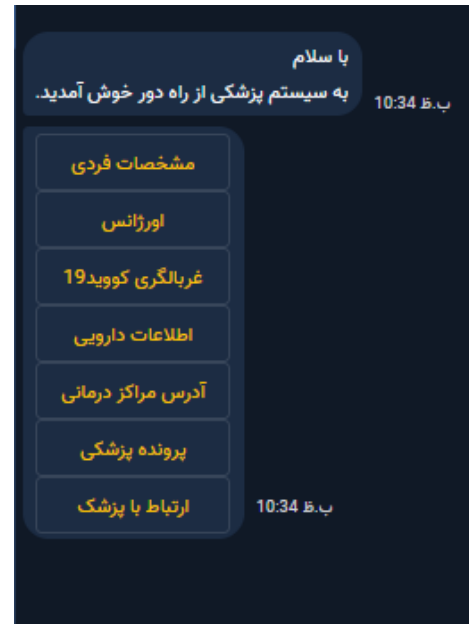 با سلام
به سیستم پزشکی از راه دور خوش آمدید.
10:34 ب.ظ
مشخصات فردی
اورژانس
غربالگری کووید19
اطلاعات دارویی
آدرس مراکز درمانی
پرونده پزشکی
ارتباط با پزشک
10:34 ب.ظ